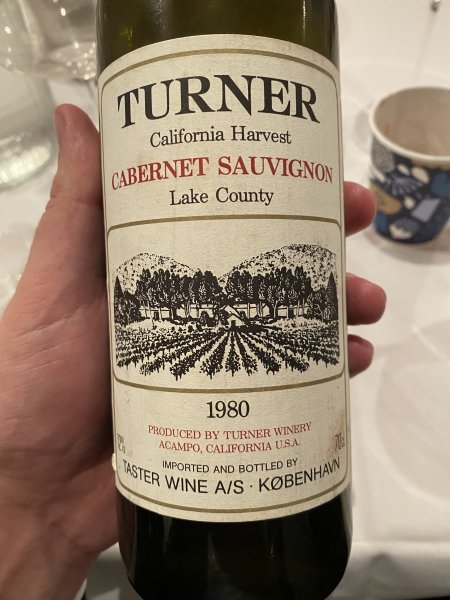 TURNER
California Harvest
CABERNET SAUVIGNON
Lake County
1980
PRODUCED BY TURNER WINERY
ACAMPO, CALIFORNIA U.S.A.
IMPORTED AND BOTTLED BY
TASTER WINE A/S · KØBENHAVN